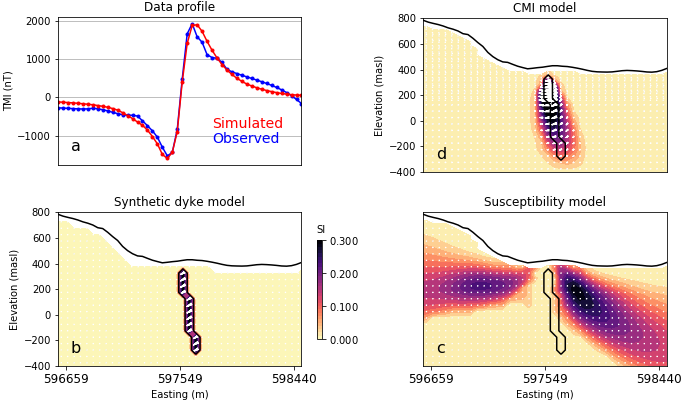 Data profile
2000
1000
0
−1000
TMI (nT)
Simulated
Observed
a
CMI model
800
600
400
200
0
−200
−400
Elevation (masl)
d
Synthetic dyke model
800
600
400
200
0
−200
−400
Elevation (masl)
b
596659
597549
598440
Easting (m)
SI
0.300
0.200
0.100
0.000
Susceptibility model
c
596659
597549
598440
Easting (m)